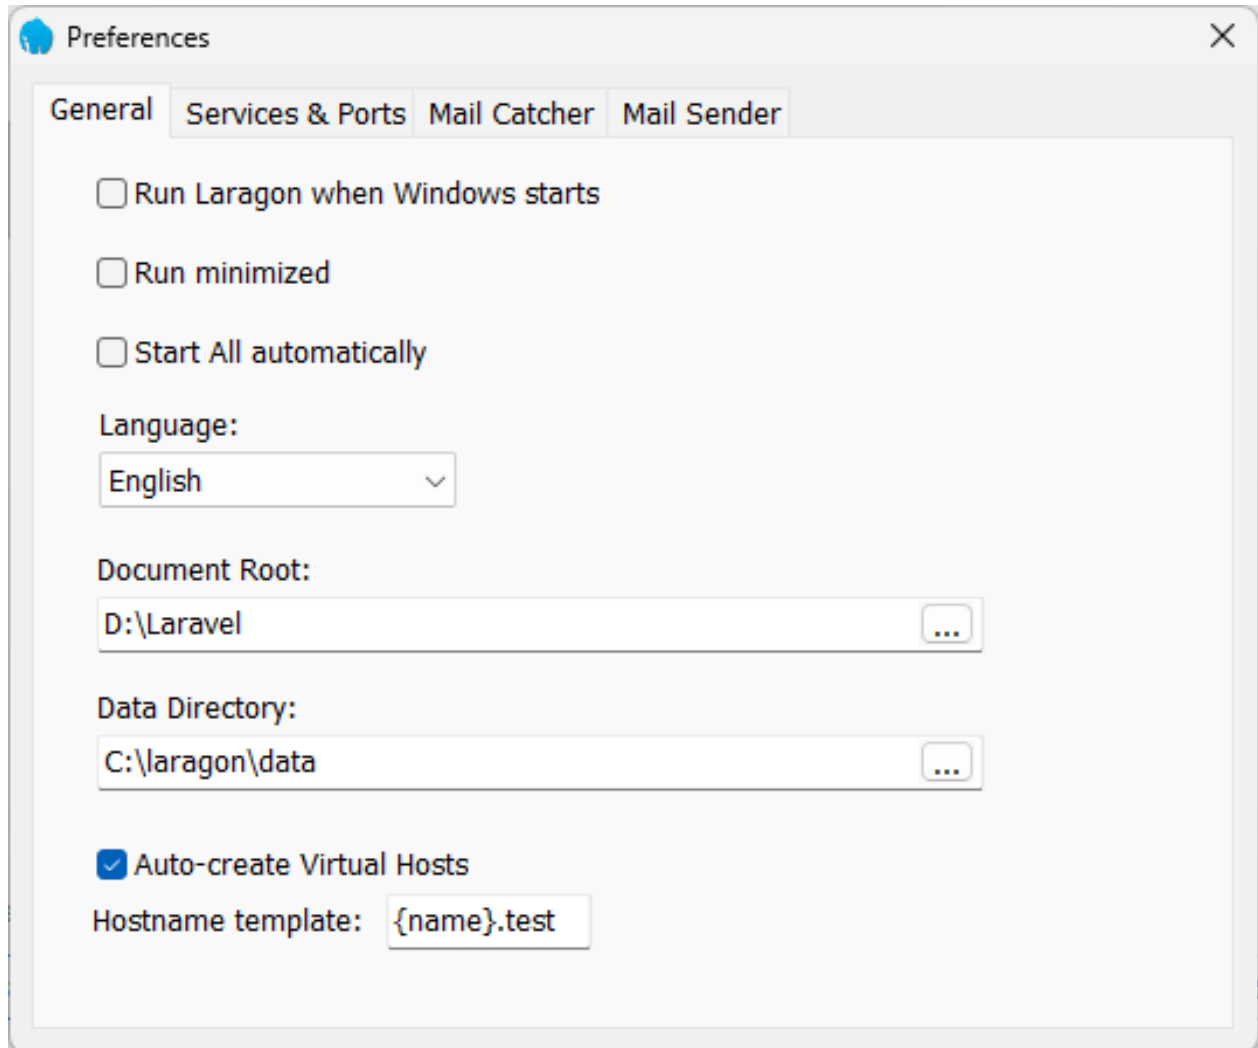 Preferences
General Services & Ports Mail Catcher Mail Sender
Run Laragon when Windows starts
Run minimized
Start All automatically
Language:
English
Document Root:
D:\Laravel
...
Data Directory:
C:\laragon\data
...
Auto-create Virtual Hosts
Hostname template: {name}.test